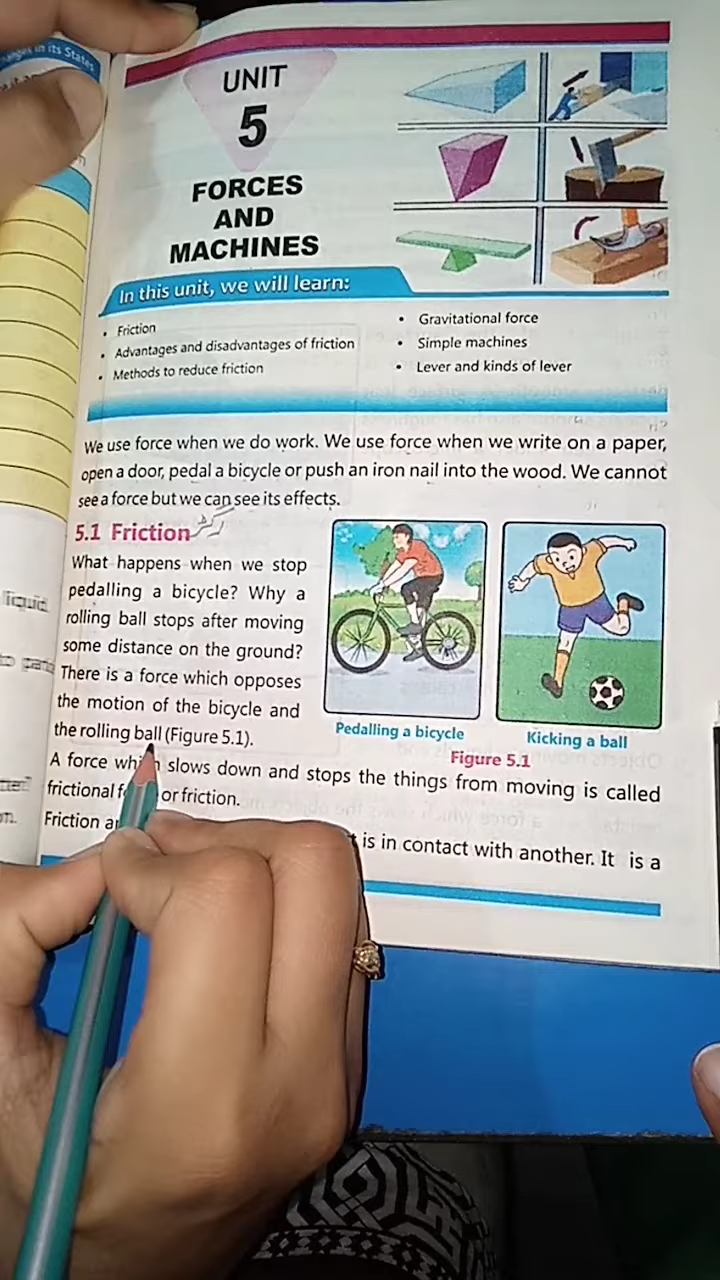 UNIT
5
FORCES
AND
MACHINES
In this unit, we will learn:
• Friction
• Advantages and disadvantages of friction
• Methods to reduce friction
• Gravitational force
• Simple machines
• Lever and kinds of lever
We use force when we do work. We use force when we write on a paper,
open a door, pedal a bicycle or push an iron nail into the wood. We cannot
see a force but we can see its effects.
5.1 Friction
What happens when we stop
pedalling a bicycle? Why a
rolling ball stops after moving
some distance on the ground?
There is a force which opposes
the motion of the bicycle and
the rolling ball (Figure 5.1).
Pedalling a bicycle
Kicking a ball
Figure 5.1
A force slows down and stops the things from moving is called
frictional or friction.
Friction is in contact with another. It is a
liquid.